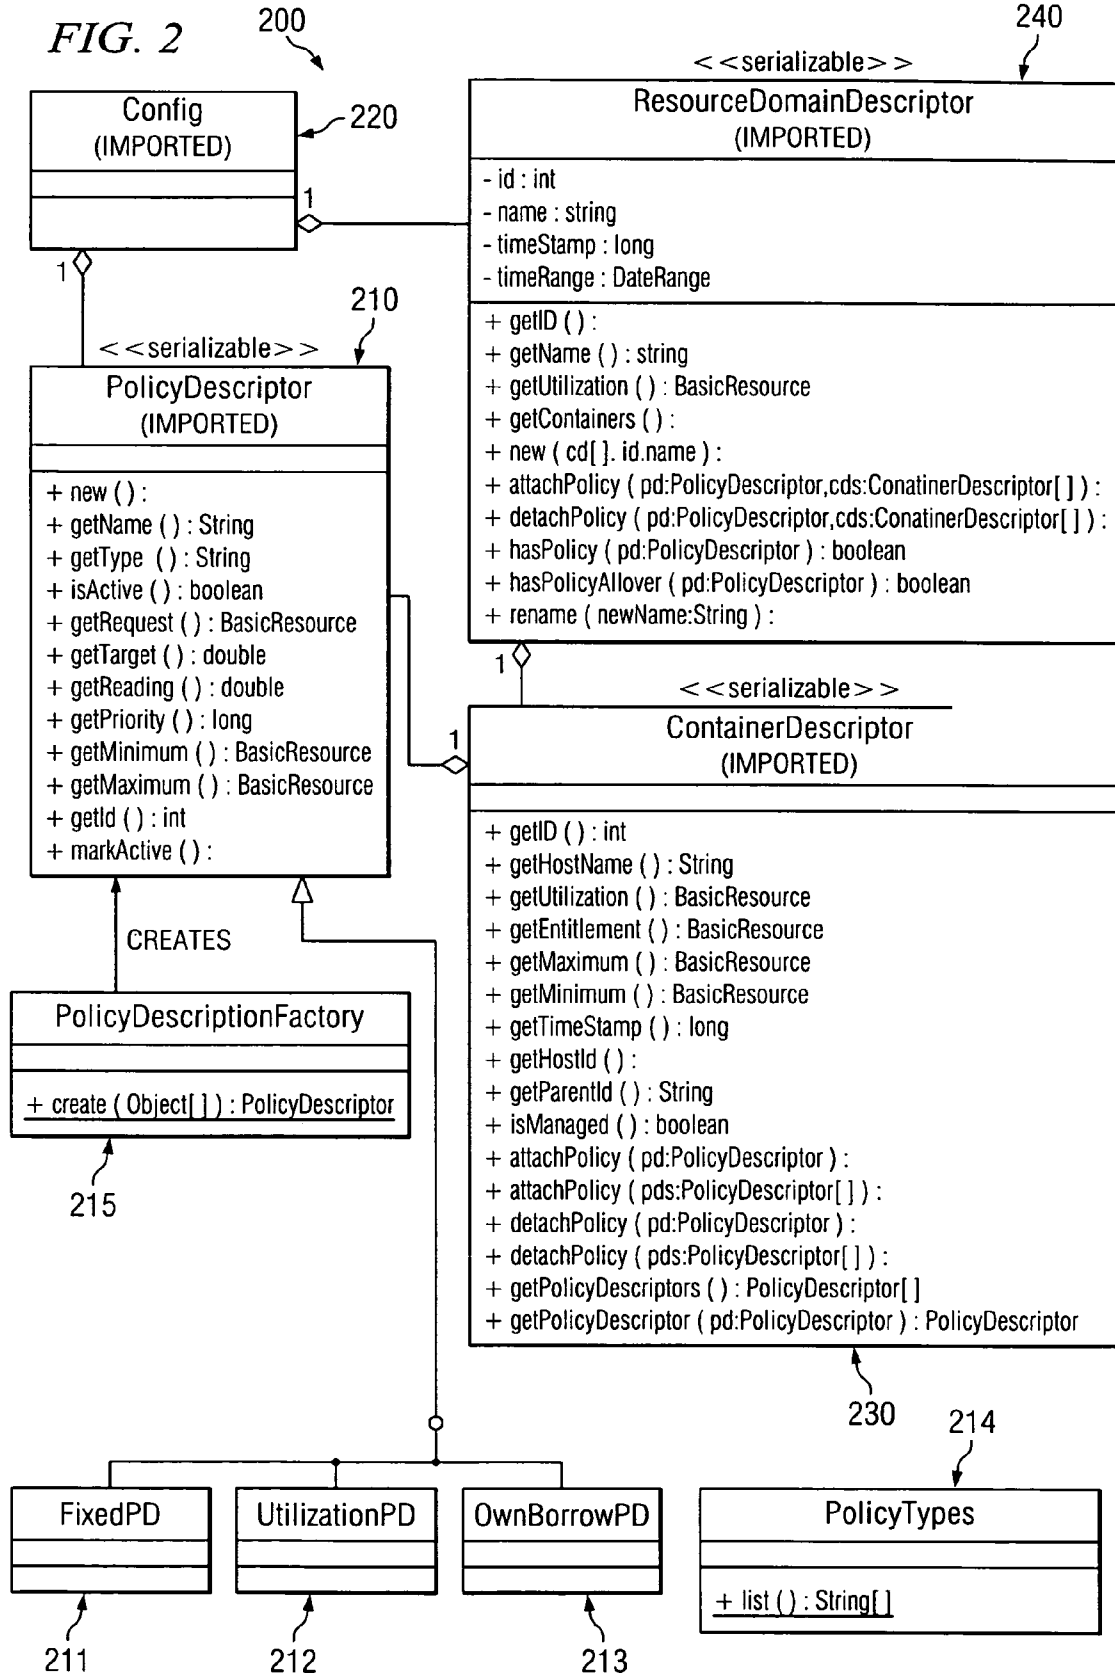 FIG. 2
200
240
Config
(IMPORTED)
220
1
1
<<serializable>>
ResourceDomainDescriptor
(IMPORTED)
- id : int
- name : string
- timeStamp : long
- timeRange : DateRange
+ getID ( ) :
+ getName ( ) : string
+ getUtilization ( ) : BasicResource
+ getContainers ( ) :
+ new ( cd[ ]. id.name ) :
+ attachPolicy ( pd:PolicyDescriptor,cds:ConatinerDescriptor[ ] ) :
+ detachPolicy ( pd:PolicyDescriptor,cds:ConatinerDescriptor[ ] ) :
+ hasPolicy ( pd:PolicyDescriptor ) : boolean
+ hasPolicyAllover ( pd:PolicyDescriptor ) : boolean
+ rename ( newName:String ) :
1
210
<<serializable>>
PolicyDescriptor
(IMPORTED)
+ new ( ) :
+ getName ( ) : String
+ getType ( ) : String
+ isActive ( ) : boolean
+ getRequest ( ) : BasicResource
+ getTarget ( ) : double
+ getReading ( ) : double
+ getPriority ( ) : long
+ getMinimum ( ) : BasicResource
+ getMaximum ( ) : BasicResource
+ getId ( ) : int
+ markActive ( ) :
1
<<serializable>>
ContainerDescriptor
(IMPORTED)
+ getID ( ) : int
+ getHostName ( ) : String
+ getUtilization ( ) : BasicResource
+ getEntitlement ( ) : BasicResource
+ getMaximum ( ) : BasicResource
+ getMinimum ( ) : BasicResource
+ getTimeStamp ( ) : long
+ getHostId ( ) :
+ getParentId ( ) : String
+ isManaged ( ) : boolean
+ attachPolicy ( pd:PolicyDescriptor ) :
+ attachPolicy ( pds:PolicyDescriptor[ ] ) :
+ detachPolicy ( pd:PolicyDescriptor ) :
+ detachPolicy ( pds:PolicyDescriptor[ ] ) :
+ getPolicyDescriptors ( ) : PolicyDescriptor[ ]
+ getPolicyDescriptor ( pd:PolicyDescriptor ) : PolicyDescriptor
230
CREATES
PolicyDescriptionFactory
+ create ( Object[ ] ) : PolicyDescriptor
215
FixedPD
211
UtilizationPD
212
OwnBorrowPD
213
214
PolicyTypes
+ list ( ) : String[ ]